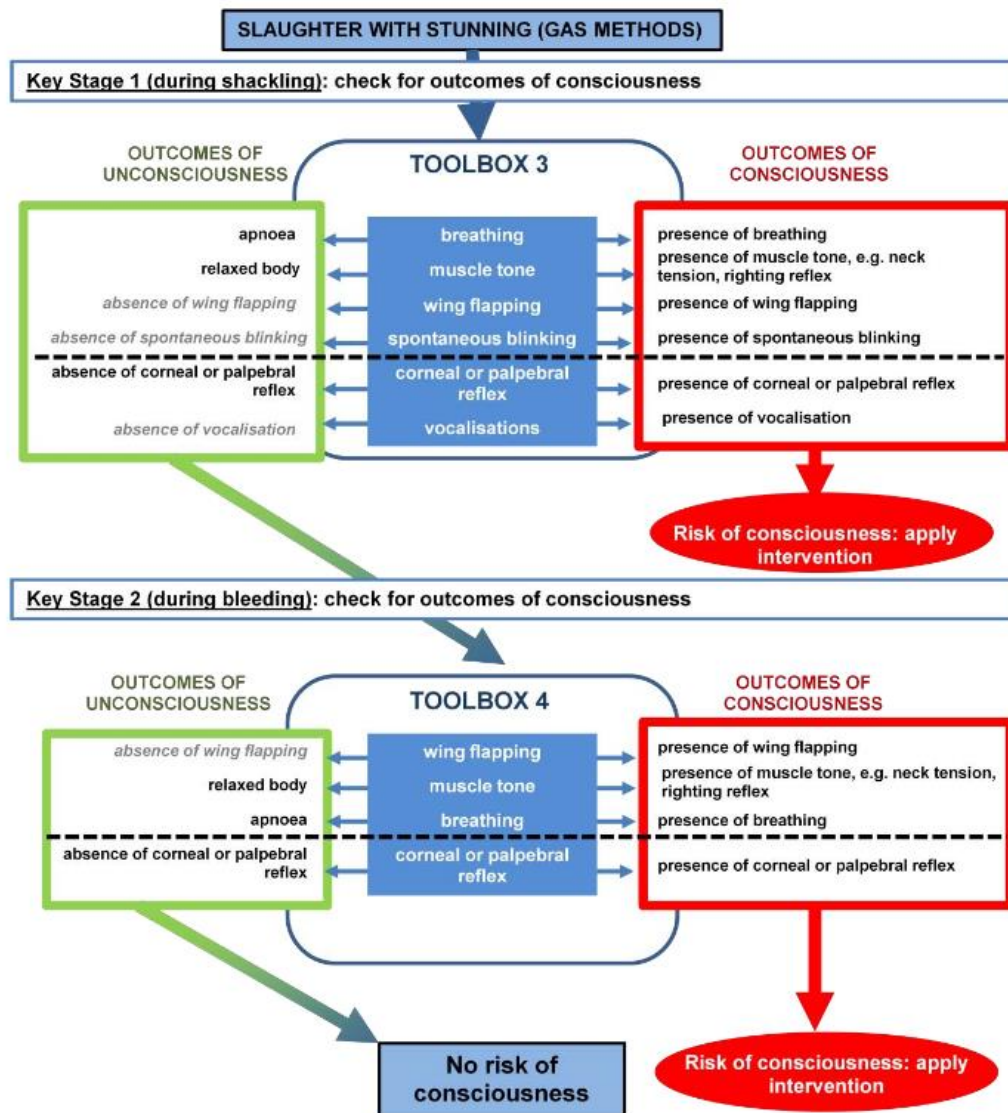 SLAUGHTER WITH STUNNING (GAS METHODS)
Key Stage 1 (during shackling): check for outcomes of consciousness
OUTCOMES OF
UNCONSCIOUSNESS
TOOLBOX 3
OUTCOMES OF
CONSCIOUSNESS
apnoea
breathing
presence of breathing
relaxed body
muscle tone
presence of muscle tone, e.g. neck
tension, righting reflex
absence of wing flapping
wing flapping
presence of wing flapping
absence of spontaneous blinking
spontaneous blinking
presence of spontaneous blinking
absence of corneal or palpebral
reflex
corneal or palpebral
reflex
presence of corneal or palpebral reflex
absence of vocalisation
vocalisations
presence of vocalisation
Risk of consciousness: apply
intervention
Key Stage 2 (during bleeding): check for outcomes of consciousness
OUTCOMES OF
UNCONSCIOUSNESS
TOOLBOX 4
OUTCOMES OF
CONSCIOUSNESS
absence of wing flapping
wing flapping
presence of wing flapping
relaxed body
muscle tone
presence of muscle tone, e.g. neck tension,
righting reflex
apnoea
breathing
presence of breathing
absence of corneal or palpebral
reflex
corneal or palpebral
reflex
presence of corneal or palpebral reflex
No risk of
consciousness
Risk of consciousness: apply
intervention